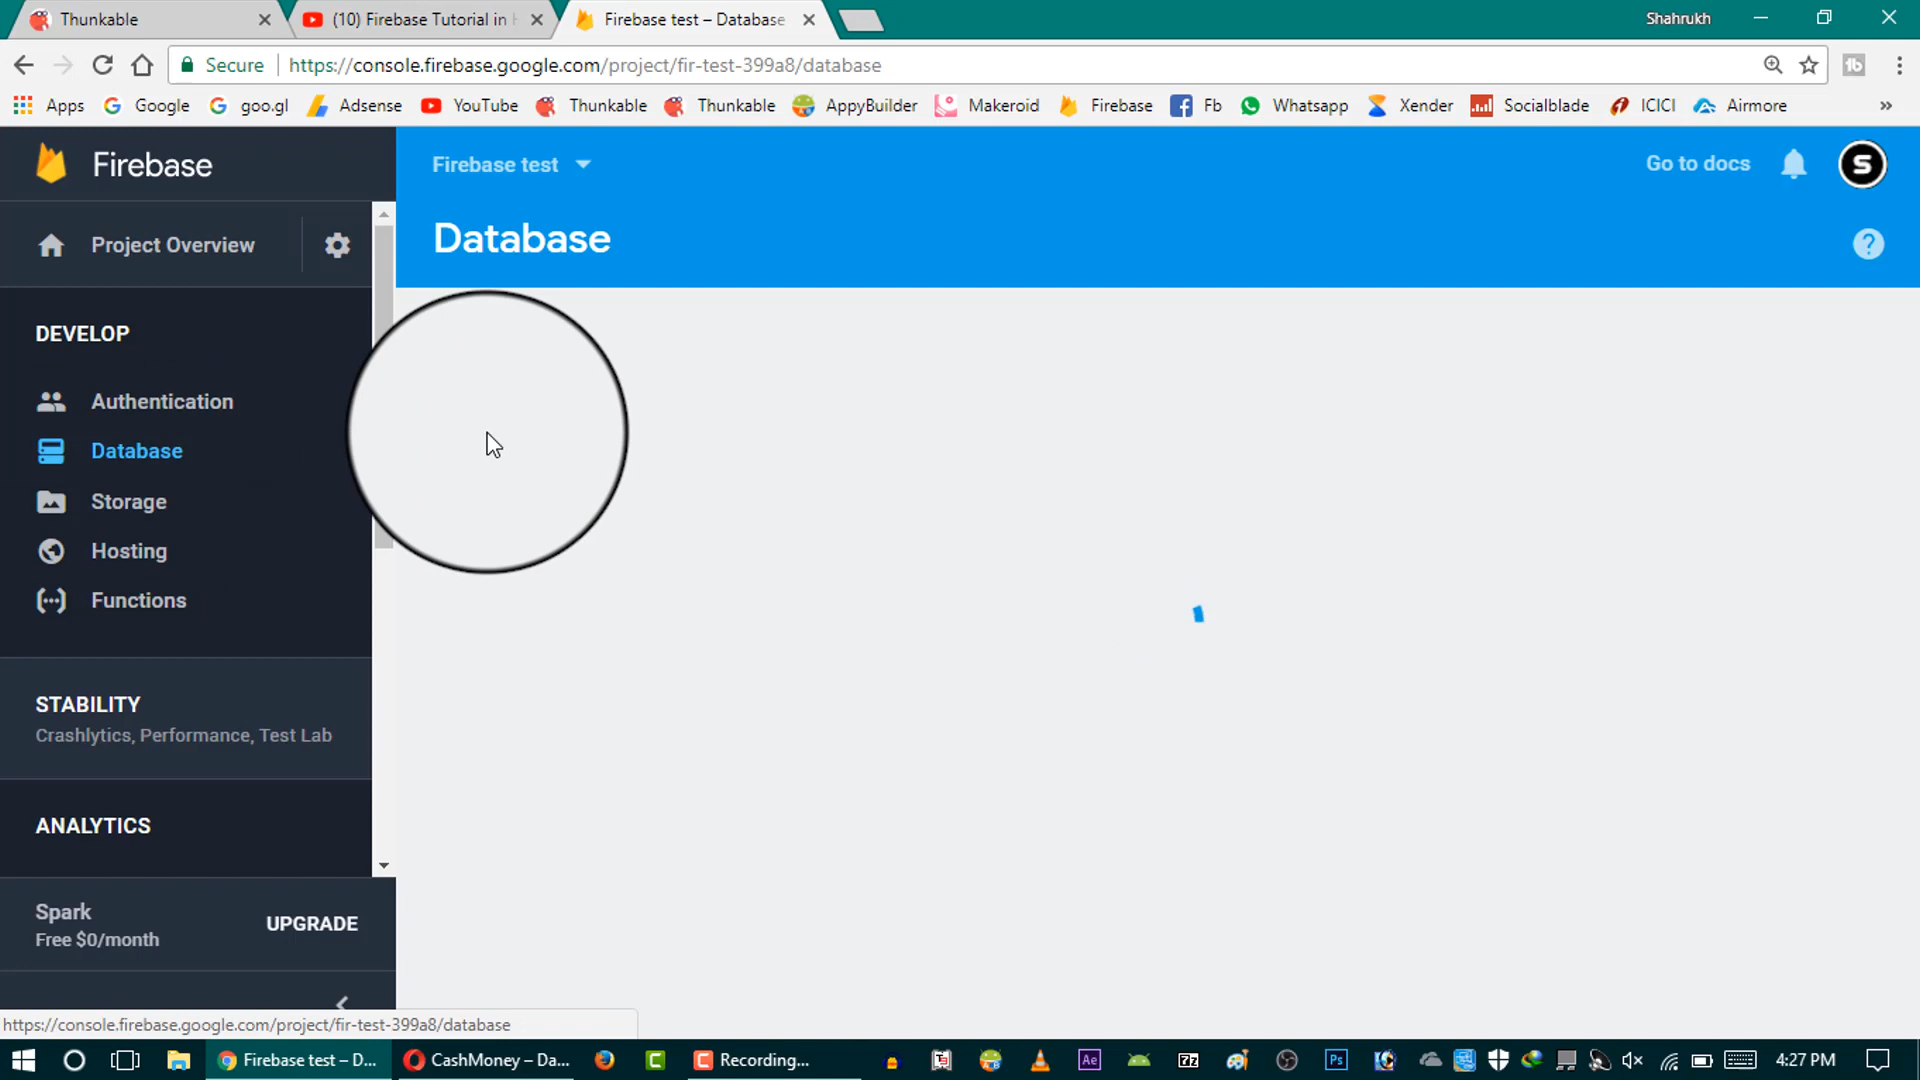 Thunkable
(10) Firebase Tutorial in
Firebase test – Database
Shahrukh
Secure
https://console.firebase.google.com/project/fir-test-399a8/database
Apps
Google
goo.gl
Adsense
YouTube
Thunkable
Thunkable
AppyBuilder
Makeroid
Firebase
Fb
Whatsapp
Xender
Socialblade
ICICI
Airmore
»
Firebase
Firebase test
Go to docs
S
Project Overview
Database
?
DEVELOP
Authentication
Database
Storage
Hosting
Functions
STABILITY
Crashlytics, Performance, Test Lab
ANALYTICS
Spark
Free $0/month
UPGRADE
https://console.firebase.google.com/project/fir-test-399a8/database
Firebase test – D...
CashMoney – Da...
Recording...
Ae
Ps
4:27 PM